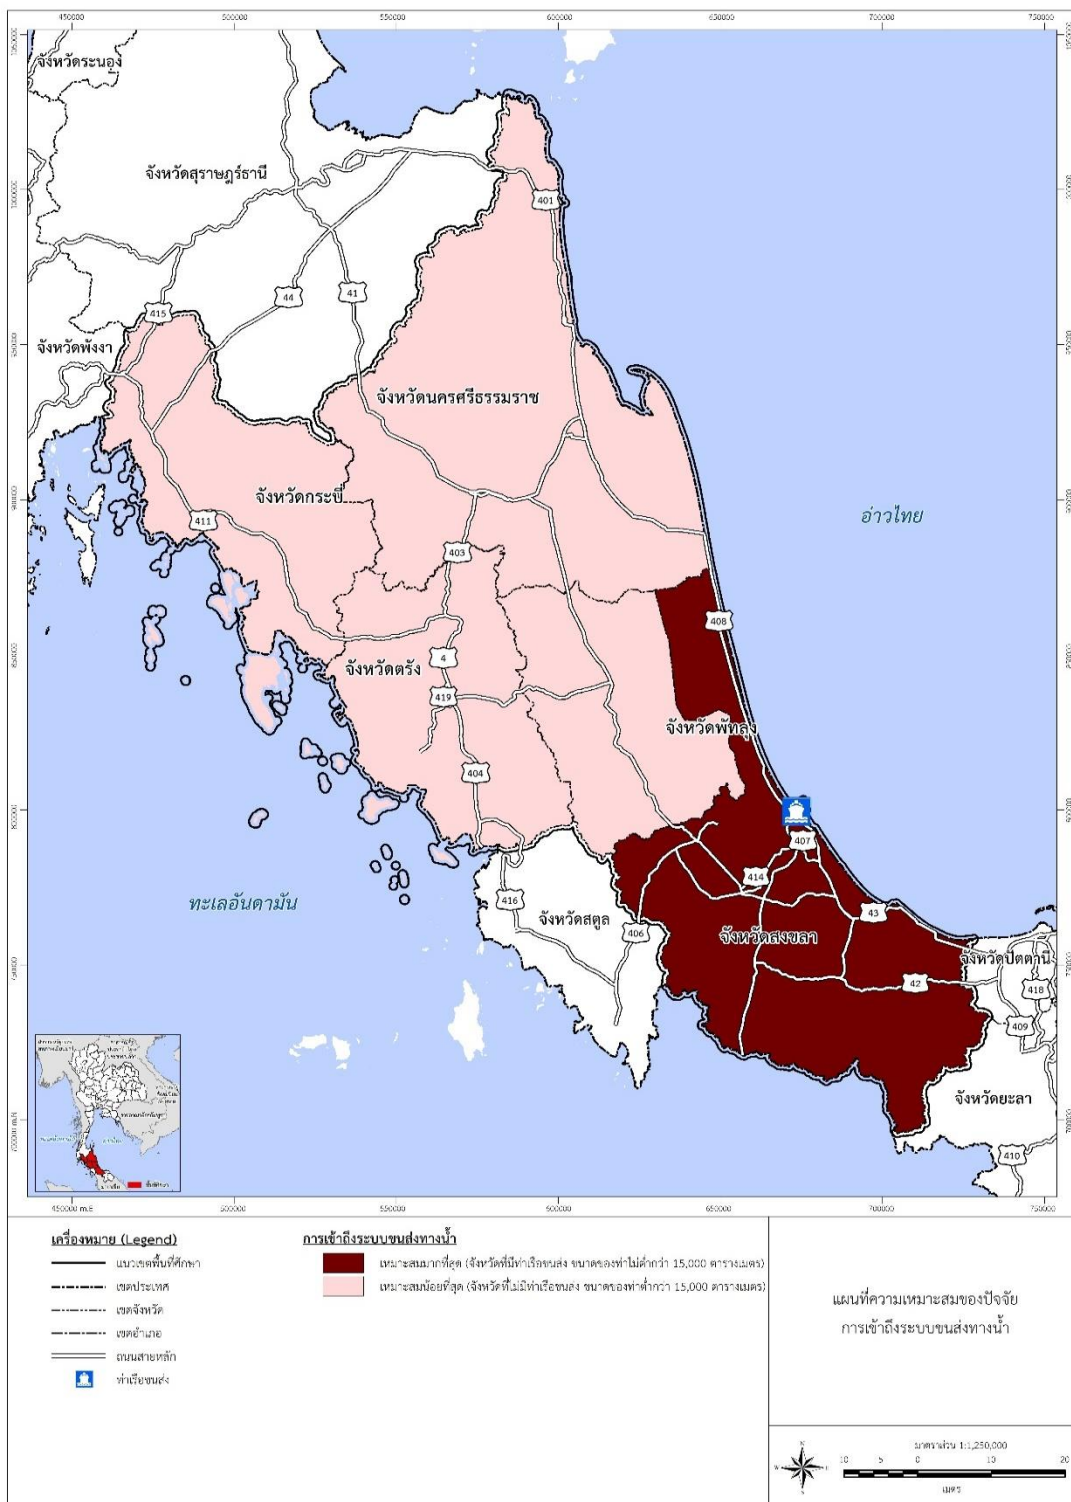 450000 500000 550000 600000 650000 700000 750000
จังหวัดระนอง
จังหวัดสุราษฎร์ธานี
401
44
41
415
จังหวัดพังงา
จังหวัดนครศรีธรรมราช
จังหวัดกระบี่
อ่าวไทย
411
403
408
4
จังหวัดตรัง
419
จังหวัดพัทลุง
404
407
414
ทะเลอันดามัน
416
43
จังหวัดสตูล
406
จังหวัดสงขลา
จังหวัดปัตตานี
42
418
409
จังหวัดยะลา
410
450000 m.E 500000 550000 600000 650000 700000 750000
เครื่องหมาย (Legend)
แนวเขตพื้นที่ศึกษา
เขตประเทศ
เขตจังหวัด
เขตอำเภอ
ถนนสายหลัก
ท่าเรือขนส่ง
การเข้าถึงระบบขนส่งทางน้ำ
เหมาะสมมากที่สุด (จังหวัดที่มีท่าเรือขนส่ง ขนาดของท่าไม่ต่ำกว่า 15,000 ตารางเมตร)
เหมาะสมน้อยที่สุด (จังหวัดที่ไม่มีท่าเรือขนส่ง ขนาดของท่าต่ำกว่า 15,000 ตารางเมตร)
แผนที่ความเหมาะสมของปัจจัย
การเข้าถึงระบบขนส่งทางน้ำ
มาตราส่วน 1:1,250,000
10 5 0 10 20
เมตร